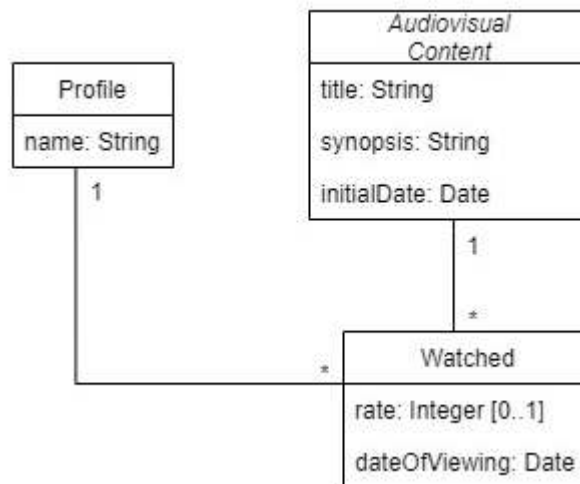 Audiovisual
Content
title: String
synopsis: String
initialDate: Date
Profile
name: String
1
1
*
*
Watched
rate: Integer [0..1]
dateOfViewing: Date